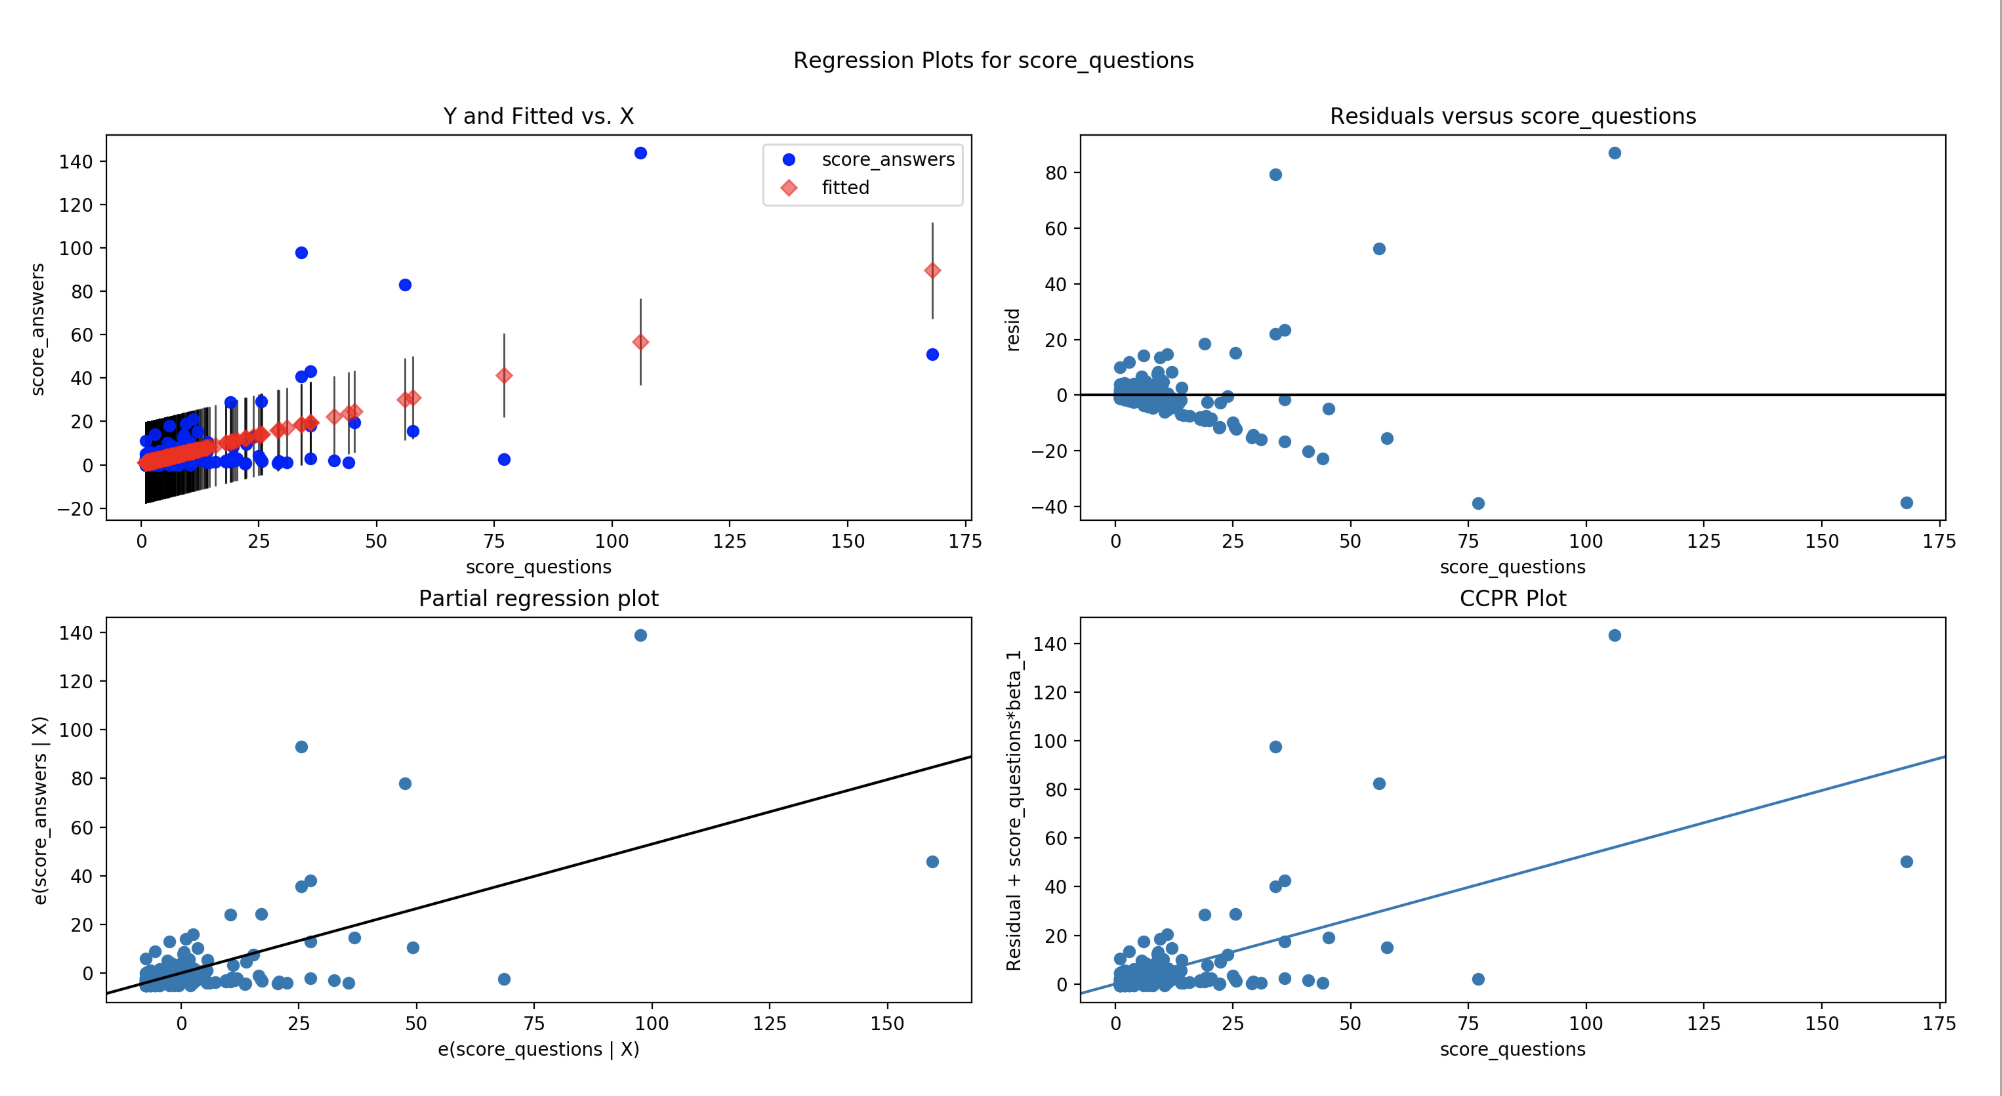 Regression Plots for score_questions
Y and Fitted vs. X
score_answers
fitted
140
120
100
80
60
40
20
0
−20
score_answers
0 25 50 75 100 125 150 175
score_questions
Residuals versus score_questions
80
60
40
20
0
−20
−40
resid
0 25 50 75 100 125 150 175
score_questions
Partial regression plot
140
120
100
80
60
40
20
0
e(score_answers | X)
0 25 50 75 100 125 150
e(score_questions | X)
CCPR Plot
140
120
100
80
60
40
20
0
Residual + score_questions*beta_1
0 25 50 75 100 125 150 175
score_questions